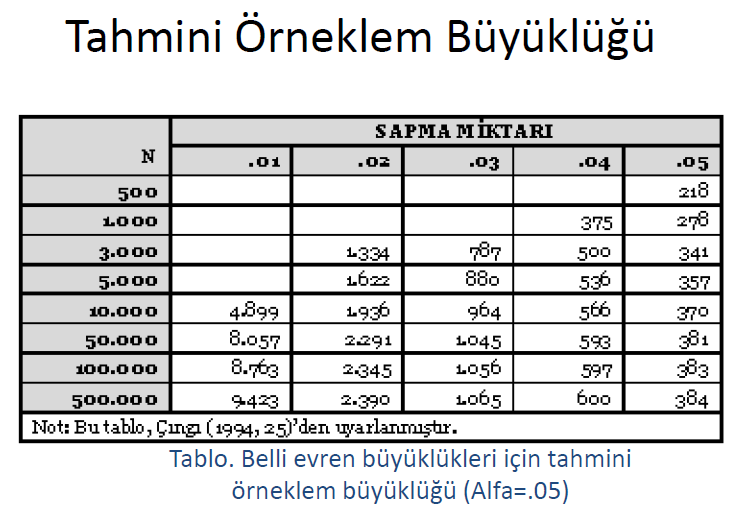 Tahmini Örneklem Büyüklüğü
SAPMA MİKTARI
N .01 .02 .03 .04 .05
500 218
1.000 375 278
3.000 1.334 787 500 341
5.000 1.622 880 536 357
10.000 4.899 1.936 964 566 370
50.000 8.057 2.291 1.045 593 381
100.000 8.763 2.345 1.056 597 383
500.000 9.423 2.390 1.065 600 384
Not: Bu tablo, Çıngı (1994, 25)'den uyarlanmıştır.
Tablo. Belli evren büyüklükleri için tahmini
örneklem büyüklüğü (Alfa=.05)